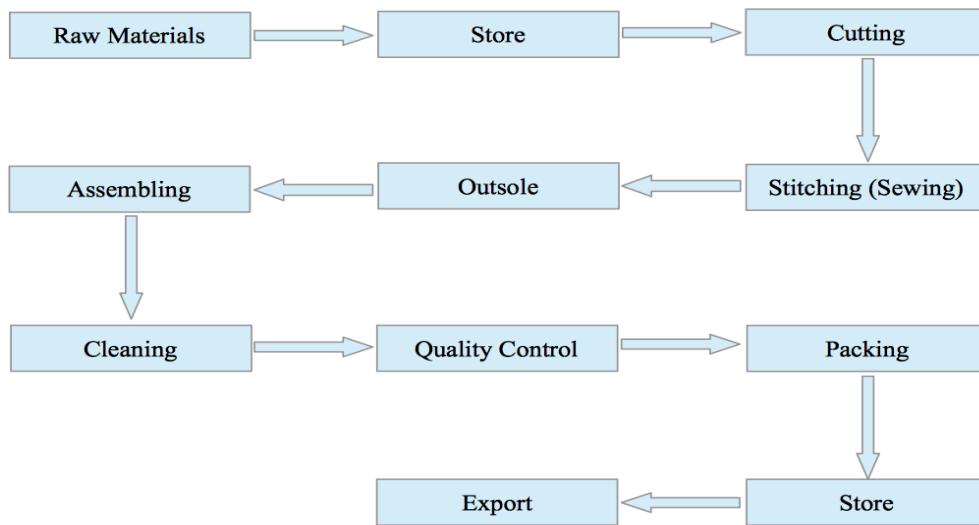 Raw Materials
Store
Cutting
Stitching (Sewing)
Outsole
Assembling
Cleaning
Quality Control
Packing
Store
Export